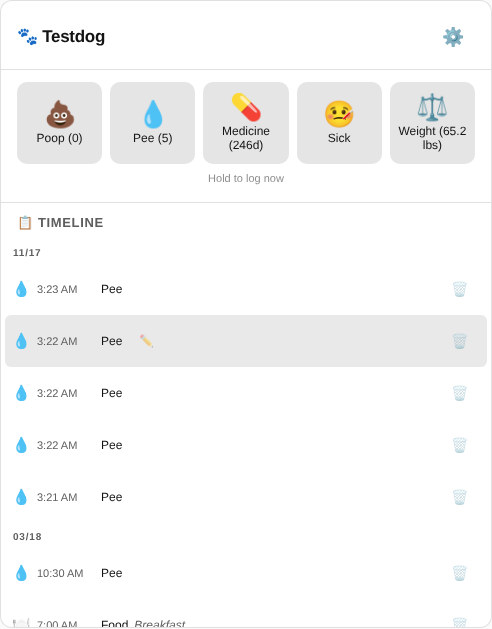 🐾 Testdog ⚙️
Poop (0)
Pee (5)
Medicine
(246d)
Sick
Weight (65.2
lbs)
Hold to log now
📋 TIMELINE
11/17
3:23 AM Pee
3:22 AM Pee
3:22 AM Pee
3:22 AM Pee
3:21 AM Pee
03/18
10:30 AM Pee
7:00 AM Food Breakfast